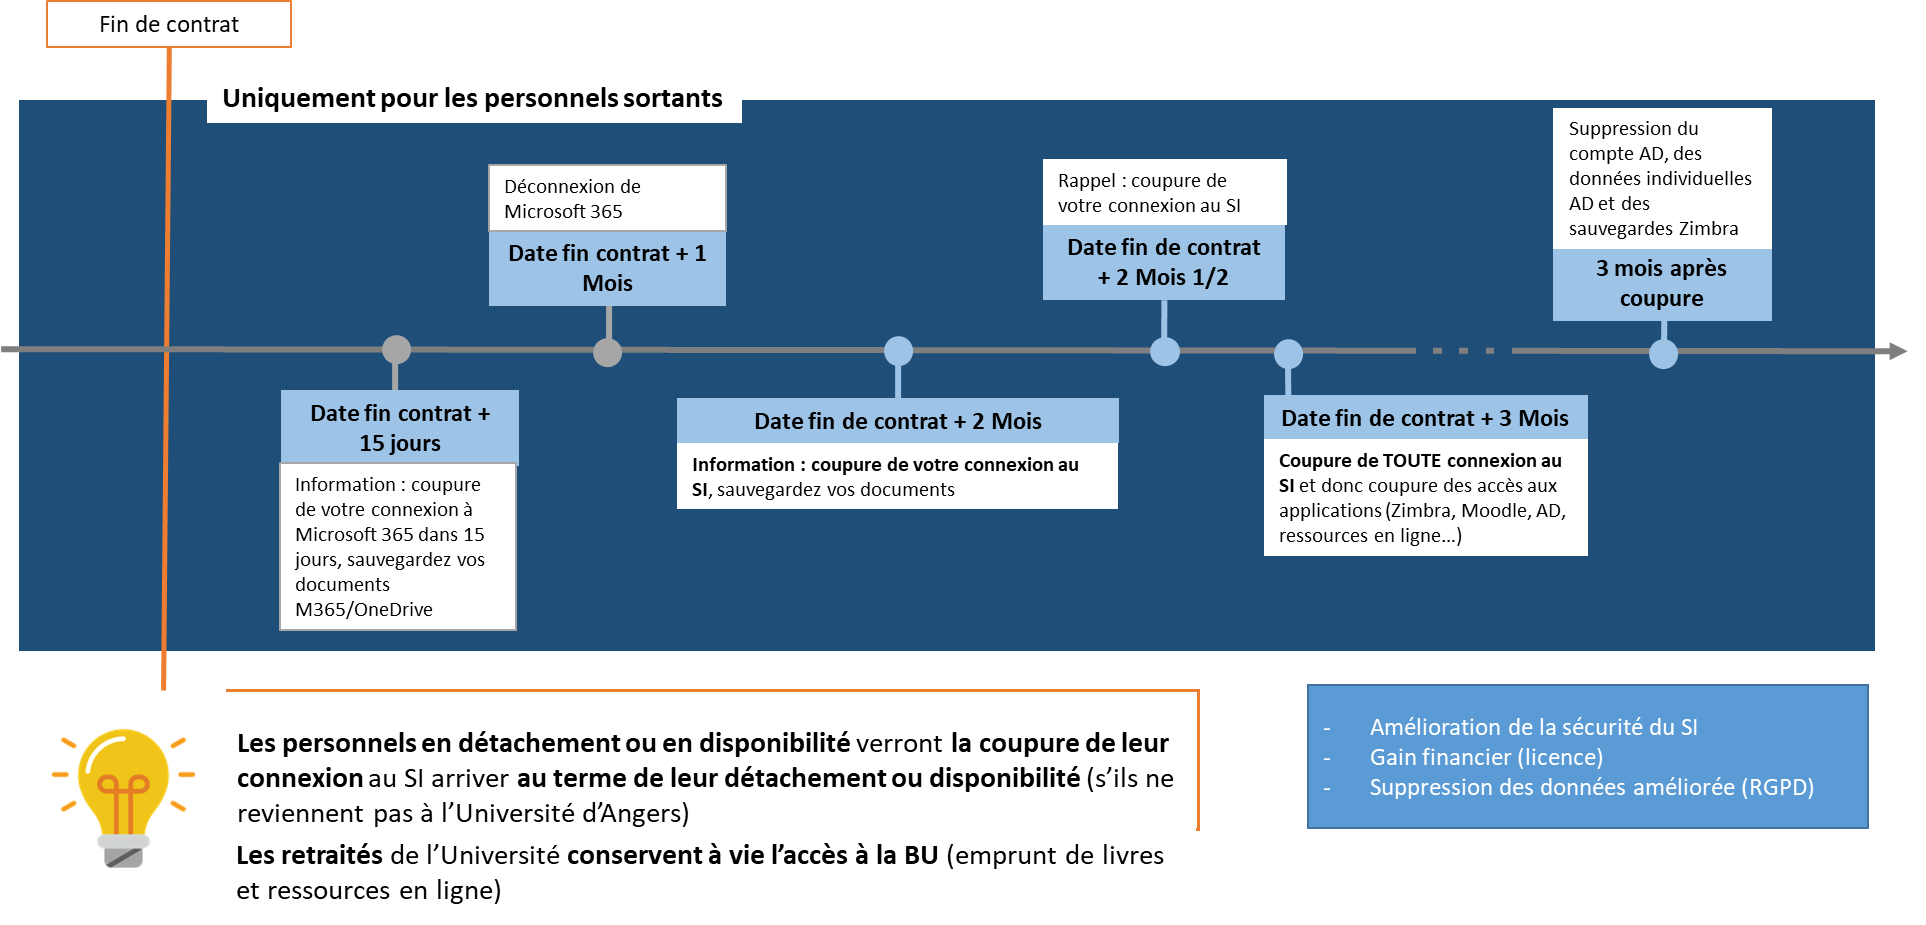 Fin de contrat
Uniquement pour les personnels sortants
Déconnexion de
Microsoft 365
Date fin contrat + 1
Mois
Rappel : coupure de
votre connexion au SI
Date fin de contrat
+ 2 Mois 1/2
Suppression du
compte AD, des
données individuelles
AD et des
sauvegardes Zimbra
3 mois après
coupure
Date fin contrat +
15 jours
Information : coupure
de votre connexion à
Microsoft 365 dans 15
jours, sauvegardez vos
documents
M365/OneDrive
Date fin de contrat + 2 Mois
Information : coupure de votre connexion au
SI, sauvegardez vos documents
Date fin de contrat + 3 Mois
Coupure de TOUTE connexion au
SI et donc coupure des accès aux
applications (Zimbra, Moodle, AD,
ressources en ligne...)
Les personnels en détachement ou en disponibilité verront la coupure de leur
connexion au SI arriver au terme de leur détachement ou disponibilité (s'ils ne
reviennent pas à l'Université d'Angers)
Les retraités de l'Université conservent à vie l'accès à la BU (emprunt de livres
et ressources en ligne)
- Amélioration de la sécurité du SI
- Gain financier (licence)
- Suppression des données améliorée (RGPD)